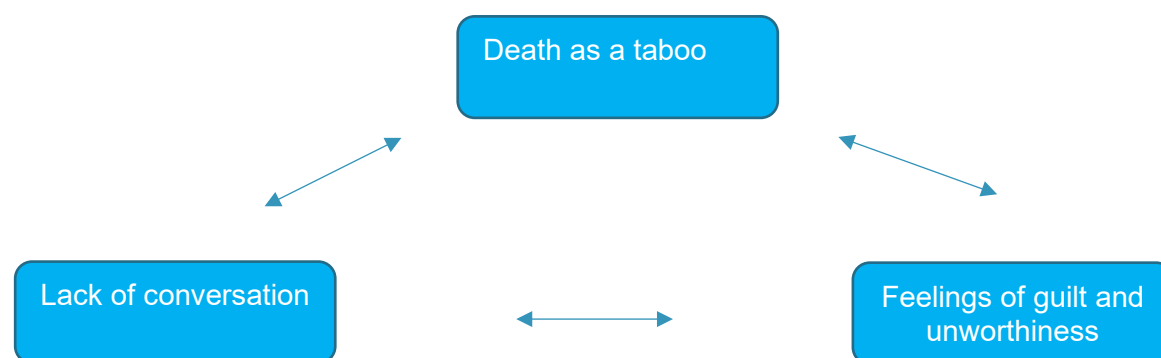 Death as a taboo
Lack of conversation
Feelings of guilt and
unworthiness